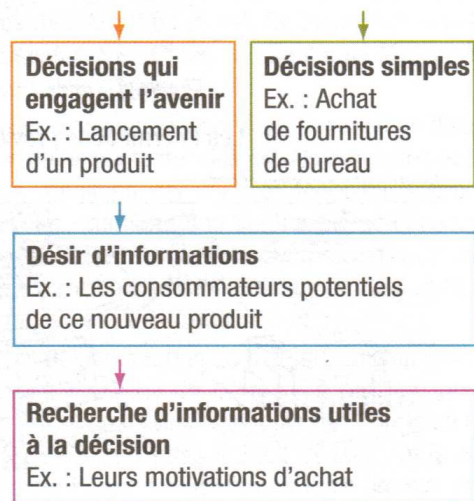 Décisions qui
engagent l'avenir
Ex. : Lancement
d'un produit
Décisions simples
Ex. : Achat
de fournitures
de bureau
Désir d'informations
Ex. : Les consommateurs potentiels
de ce nouveau produit
Recherche d'informations utiles
à la décision
Ex. : Leurs motivations d'achat